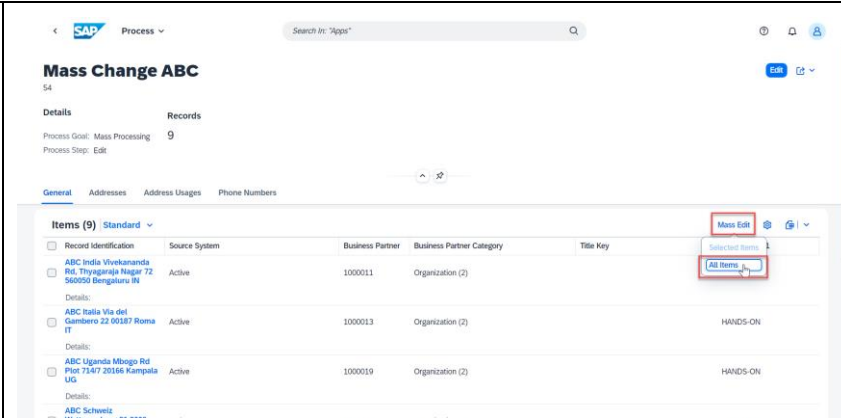 SAP Process
Search In: "Apps"
Mass Change ABC
Edit
54
Details
Records
Process Goal: Mass Processing
9
Process Step: Edit
General Addresses Address Usages Phone Numbers
Items (9) Standard
Mass Edit
Selected Items
All Items
Record Identification Source System Business Partner Business Partner Category Title Key 1
ABC India Vivekananda
Rd, Thyagaraja Nagar 72
560050 Bengaluru IN
Active 1000011 Organization (2)
Details:
ABC Italia Via del
Gambero 22 00187 Roma
IT
Active 1000013 Organization (2) HANDS-ON
Details:
ABC Uganda Mbogo Rd
Plot 714/7 20166 Kampala
UG
Active 1000019 Organization (2) HANDS-ON
Details:
ABC Schweiz